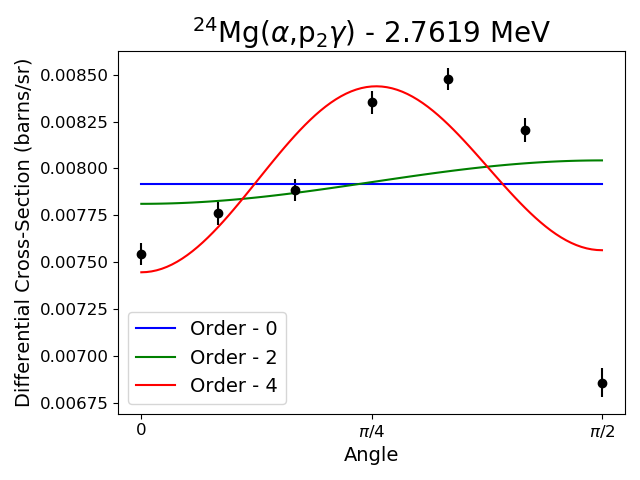 ²⁴Mg(α,p₂γ) - 2.7619 MeV
Differential Cross-Section (barns/sr)
0.00850
0.00825
0.00800
0.00775
0.00750
0.00725
0.00700
0.00675
Order - 0
Order - 2
Order - 4
0 π/4 π/2
Angle